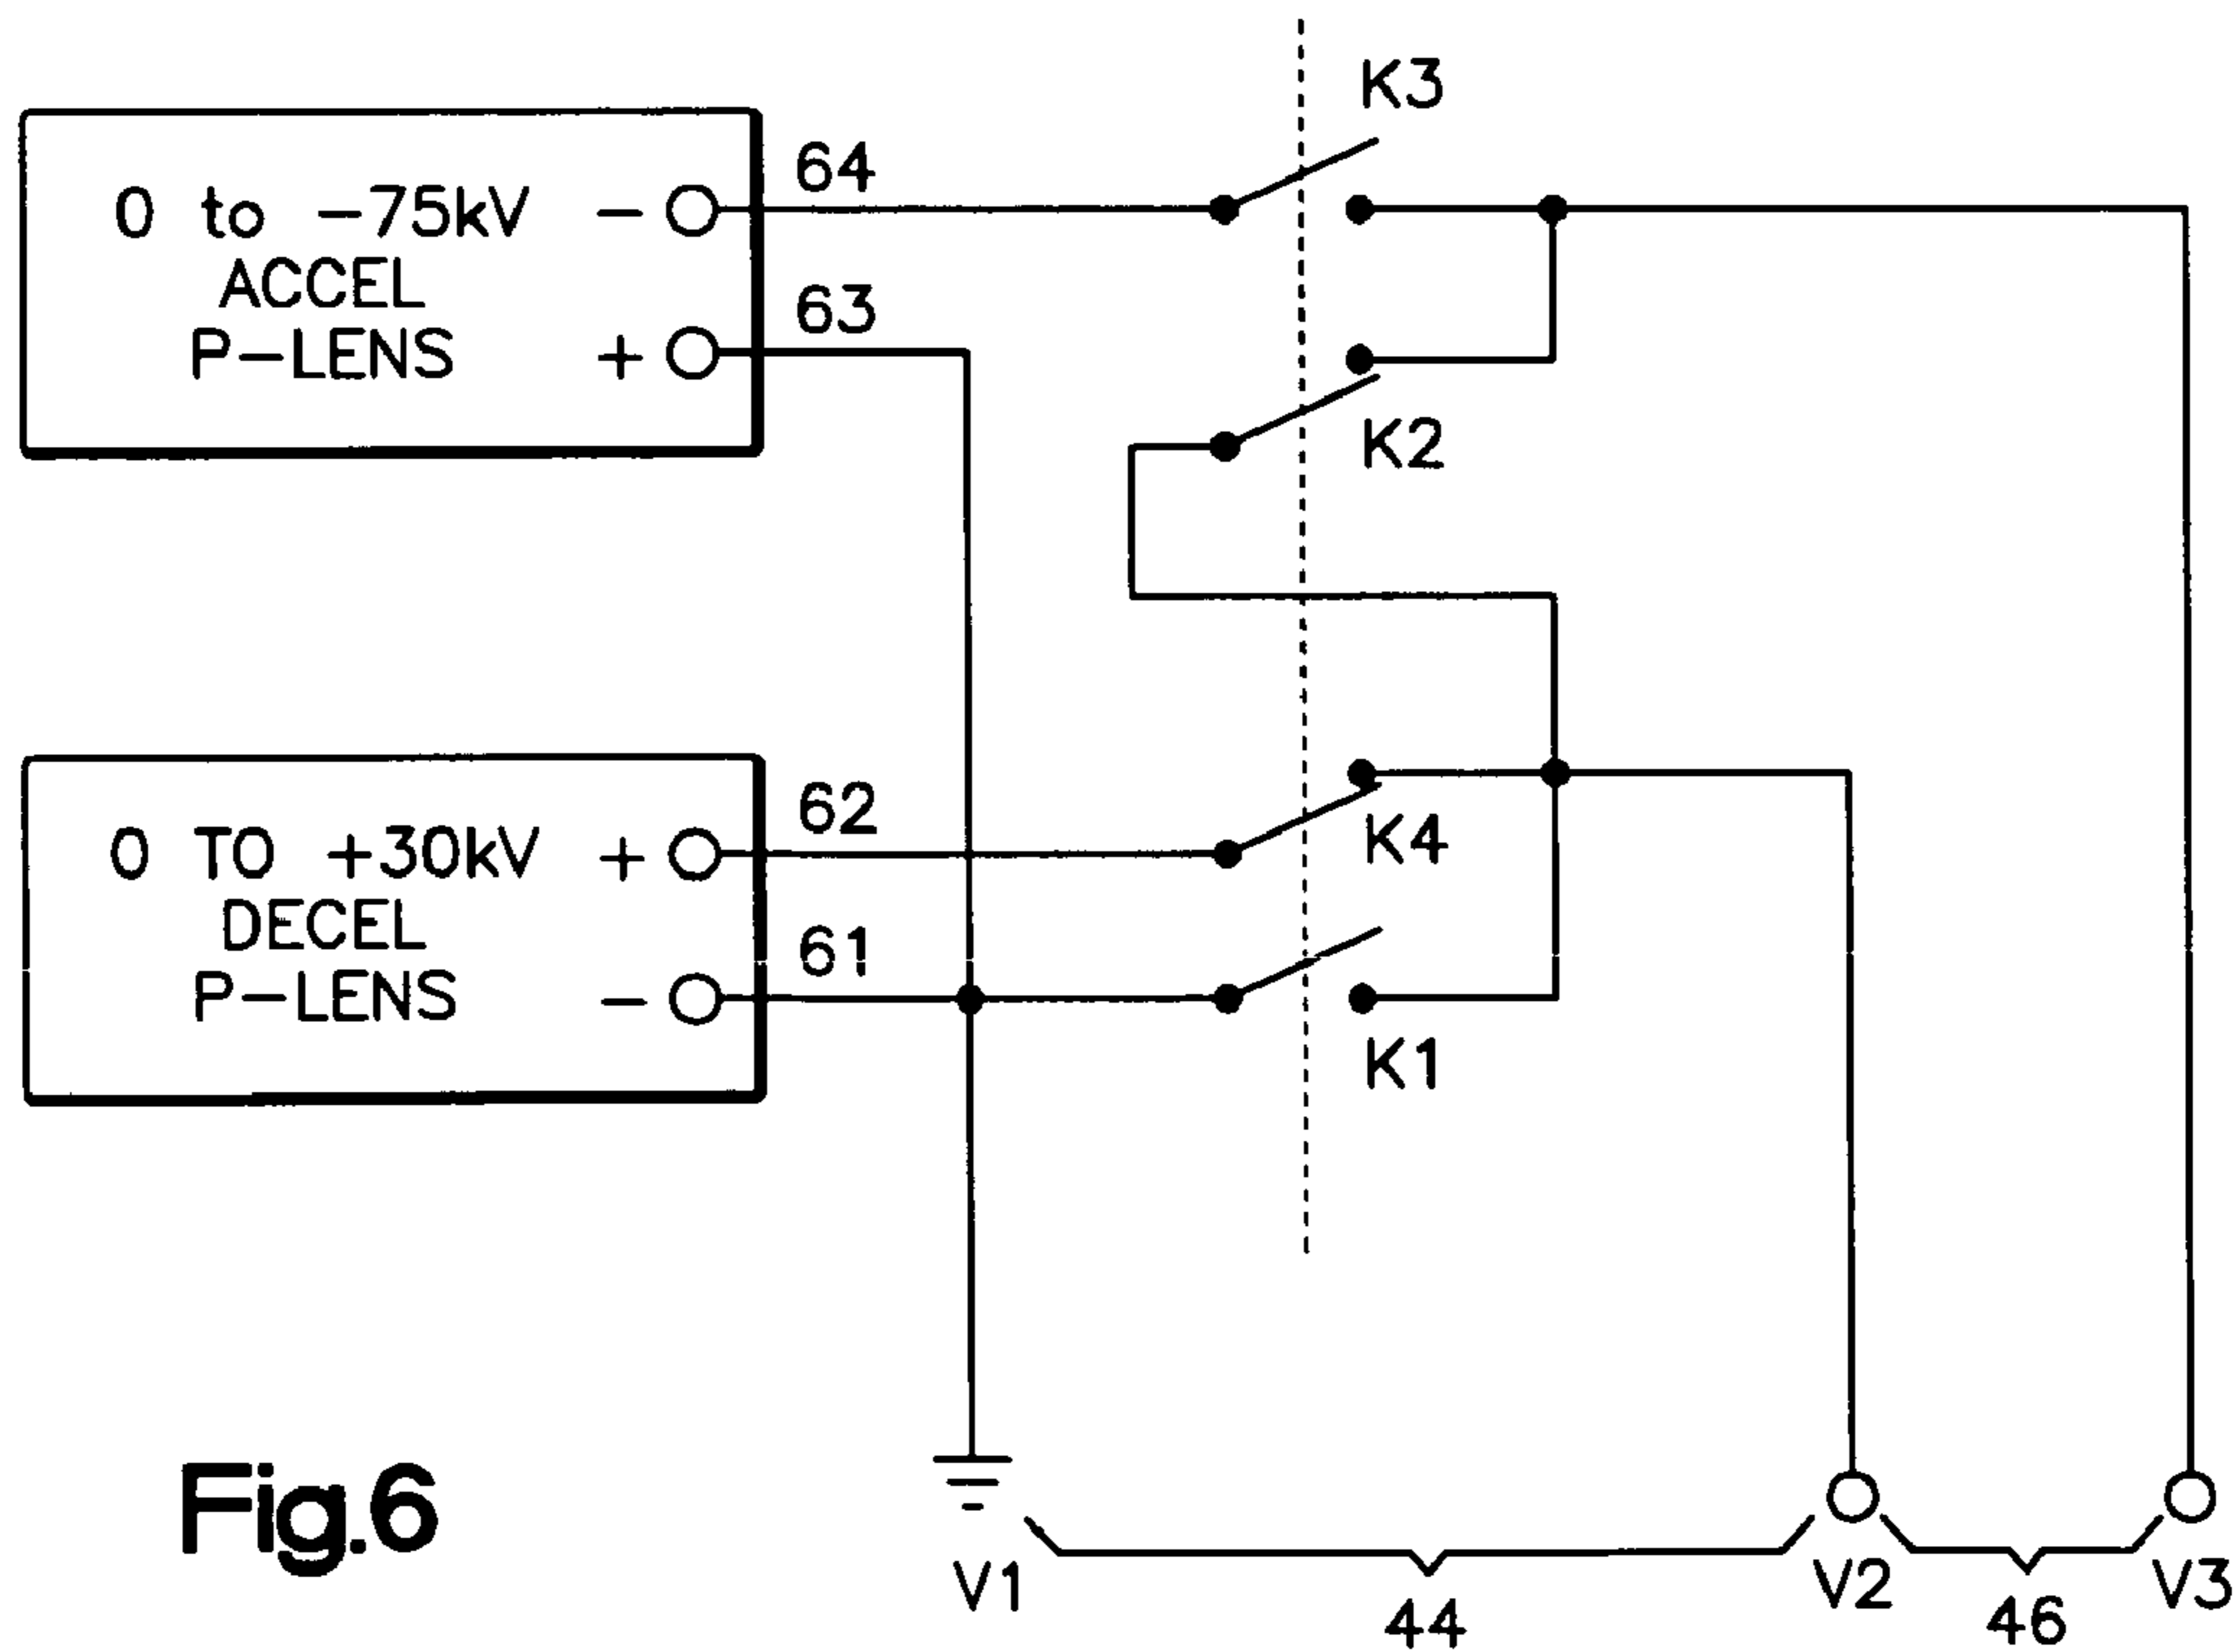 K3
64
0 to -75kV -
ACCEL
63
P-LENS +
K2
62
0 TO +30kV +
K4
DECEL
61
P-LENS -
K1
Fig.6
V1
44
V2
46
V3